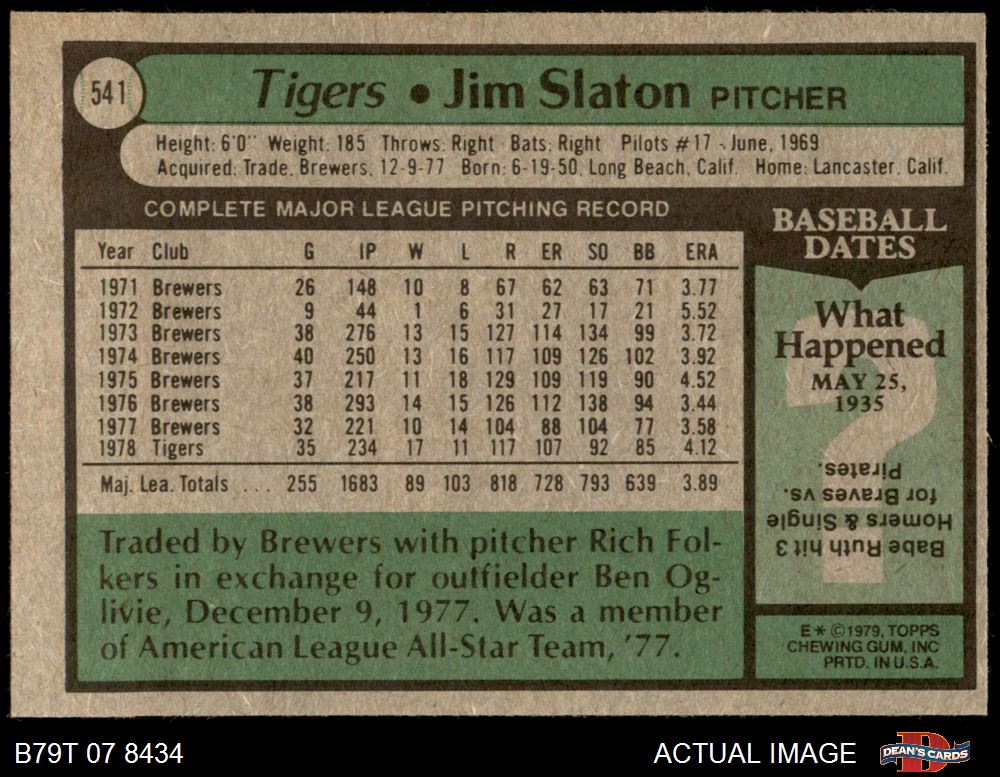 541
Tigers • Jim Slaton PITCHER
Height: 6'0" Weight: 185 Throws: Right Bats: Right Pilots #17 - June, 1969
Acquired: Trade, Brewers, 12-9-77 Born: 6-19-50, Long Beach, Calif. Home: Lancaster, Calif.
COMPLETE MAJOR LEAGUE PITCHING RECORD
Year Club G IP W L R ER SO BB ERA
1971 Brewers 26 148 10 8 67 62 63 71 3.77
1972 Brewers 9 44 1 6 31 27 17 21 5.52
1973 Brewers 38 276 13 15 127 114 134 99 3.72
1974 Brewers 40 250 13 16 117 109 126 102 3.92
1975 Brewers 37 217 11 18 129 109 119 90 4.52
1976 Brewers 38 293 14 15 126 112 138 94 3.44
1977 Brewers 32 221 10 14 104 88 104 77 3.58
1978 Tigers 35 234 17 11 117 107 92 85 4.12
Maj. Lea. Totals ... 255 1683 89 103 818 728 793 639 3.89
Traded by Brewers with pitcher Rich Fol-
kers in exchange for outfielder Ben Og-
livie, December 9, 1977. Was a member
of American League All-Star Team, '77.
BASEBALL
DATES
What
Happened
MAY 25,
1935
Babe Ruth hit 3
Homers & Single
for Braves vs.
Pirates.
E* ©1979, TOPPS
CHEWING GUM, INC
PRTD. IN U.S.A.
B79T 07 8434
ACTUAL IMAGE
D
DEAN'S CARDS